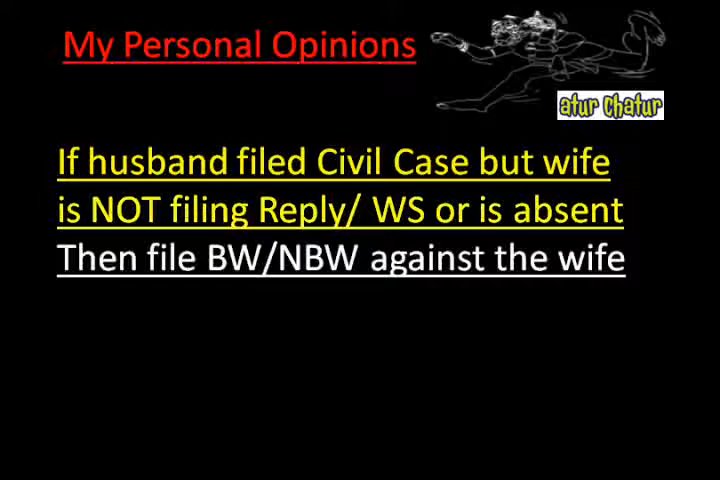 My Personal Opinions
atur chatur
If husband filed Civil Case but wife
is NOT filing Reply/ WS or is absent
Then file BW/NBW against the wife